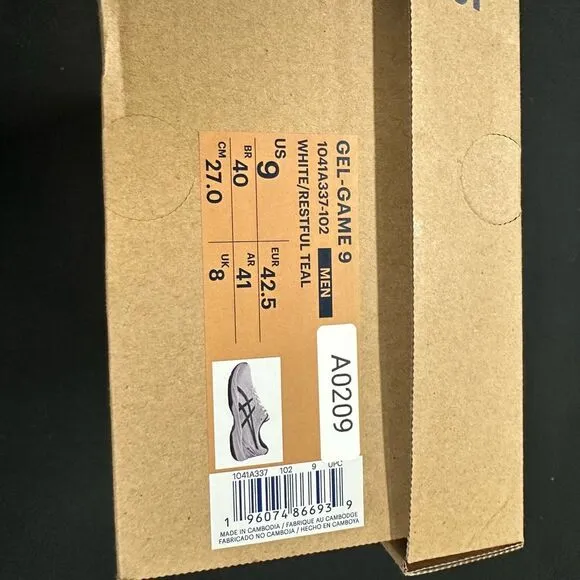 GEL-GAME 9
1041A337-102 MEN
WHITE/RESTFUL TEAL
US 9 EUR 42.5
BR 40 AR 41
CM 27.0 UK 8
A0209
1041A337 102 9 UPC
1 96074 86693 9
MADE IN CAMBODIA / FABRIQUE AU CAMBODGE
FABRICADO NO CAMBOJA / HECHO EN CAMBOYA